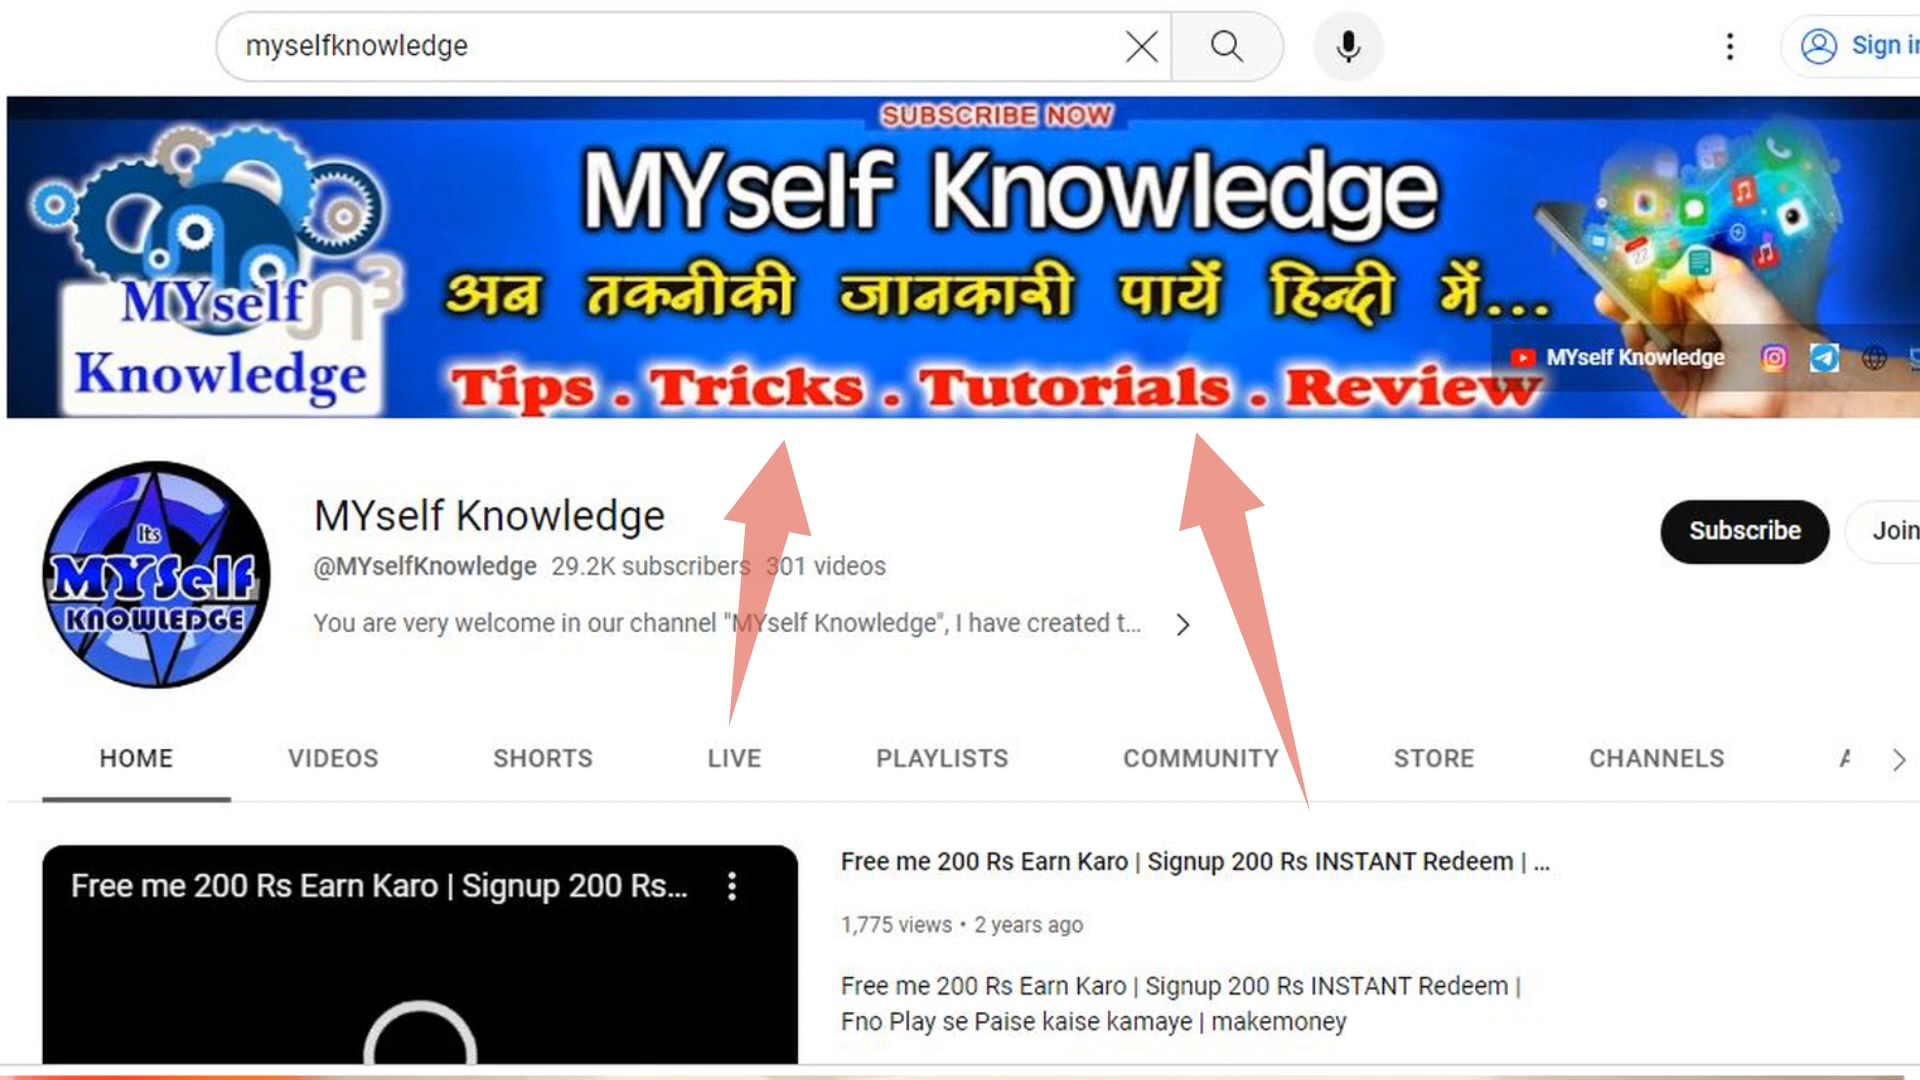 myselfknowledge
Sign in
SUBSCRIBE NOW
MYself Knowledge
अब तकनीकी जानकारी पायें हिन्दी में...
Tips . Tricks . Tutorials . Review
MYself
Knowledge
MYself Knowledge
Its
MYSelf
KNOWLEDGE
MYself Knowledge
@MYselfKnowledge 29.2K subscribers 301 videos
You are very welcome in our channel "MYself Knowledge", I have created t...
Subscribe
Join
HOME VIDEOS SHORTS LIVE PLAYLISTS COMMUNITY STORE CHANNELS
Free me 200 Rs Earn Karo | Signup 200 Rs...
Free me 200 Rs Earn Karo | Signup 200 Rs INSTANT Redeem | ...
1,775 views • 2 years ago
Free me 200 Rs Earn Karo | Signup 200 Rs INSTANT Redeem |
Fno Play se Paise kaise kamaye | makemoney